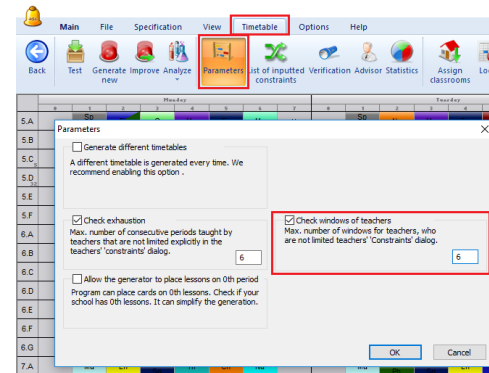 Main File Specification View Timetable Options Help
Back Test Generate new Improve Analyze Parameters List of inputted constraints Verification Advisor Statistics Assign classrooms
Monday Tuesday
5.A
Parameters
5.B
Generate different timetables
A different timetable is generated every time. We
recommend enabling this option .
5.C
5.D
5.E
5.F
Check exhaustion
Max. number of consecutive periods taught by
teachers that are not limited explicitly in the
teachers' 'constraints' dialog.
6
Check windows of teachers
Max. number of windows for teachers, who
are not limited teachers' 'Constraints' dialog.
6
6.A
6.B
6.C
Allow the generator to place lessons on 0th period
Program can place cards on 0th lessons. Check if your
school has 0th lessons. It can simplify the generation.
6.D
6.E
6.F
6.G
OK Cancel
7.A